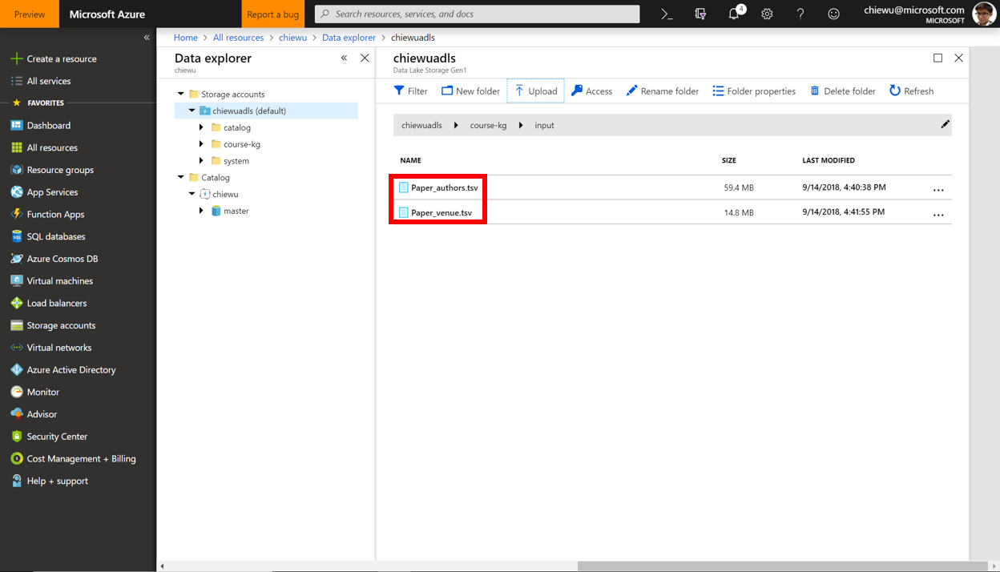 Preview
Microsoft Azure
Report a bug
Search resources, services, and docs
4
chiewu@microsoft.com
MICROSOFT
Create a resource
All services
FAVORITES
Dashboard
All resources
Resource groups
App Services
Function Apps
SQL databases
Azure Cosmos DB
Virtual machines
Load balancers
Storage accounts
Virtual networks
Azure Active Directory
Monitor
Advisor
Security Center
Cost Management + Billing
Help + support
Home > All resources > chiewu > Data explorer > chiewuadls
Data explorer
chiewu
Storage accounts
chiewuadls (default)
catalog
course-kg
system
Catalog
chiewu
master
chiewuadls
Data Lake Storage Gen1
Filter New folder Upload Access Rename folder Folder properties Delete folder Refresh
chiewuadls course-kg input
NAME SIZE LAST MODIFIED
Paper_authors.tsv 59.4 MB 9/14/2018, 4:40:38 PM ...
Paper_venue.tsv 14.8 MB 9/14/2018, 4:41:55 PM ...